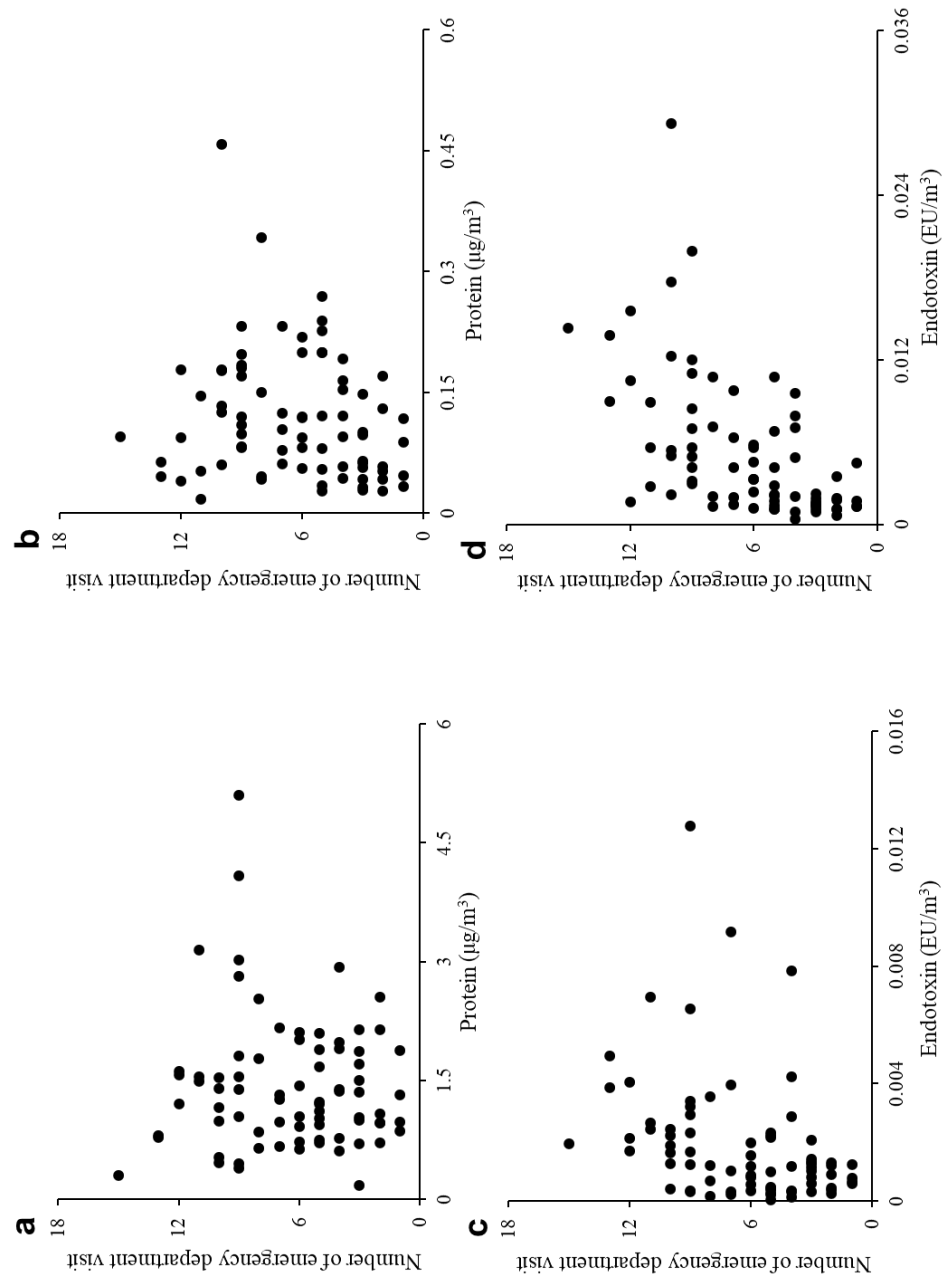 a
18
12
6
0
0
1.5
3
4.5
6
Number of emergency department visit
Protein (μg/m³)
b
18
12
6
0
0
0.15
0.3
0.45
0.6
Number of emergency department visit
Protein (μg/m³)
c
18
12
6
0
0
0.004
0.008
0.012
0.016
Number of emergency department visit
Endotoxin (EU/m³)
d
18
12
6
0
0
0.012
0.024
0.036
Number of emergency department visit
Endotoxin (EU/m³)